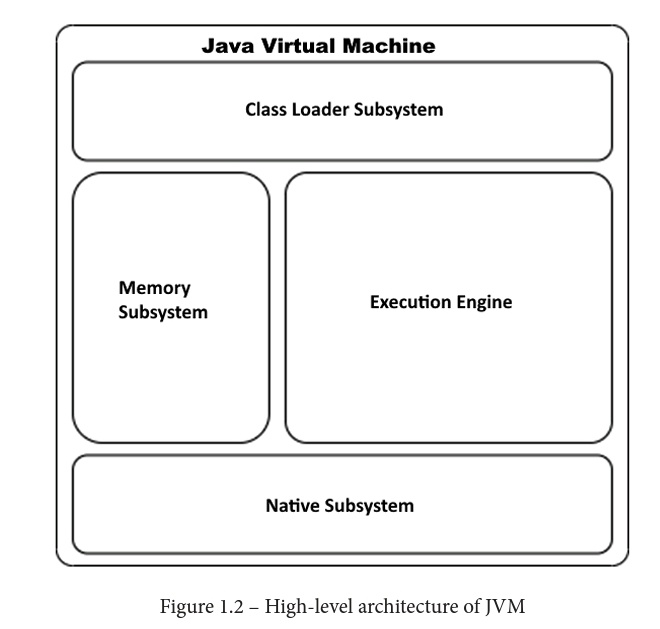 Java Virtual Machine
Class Loader Subsystem
Memory
Subsystem
Execution Engine
Native Subsystem
Figure 1.2 – High-level architecture of JVM